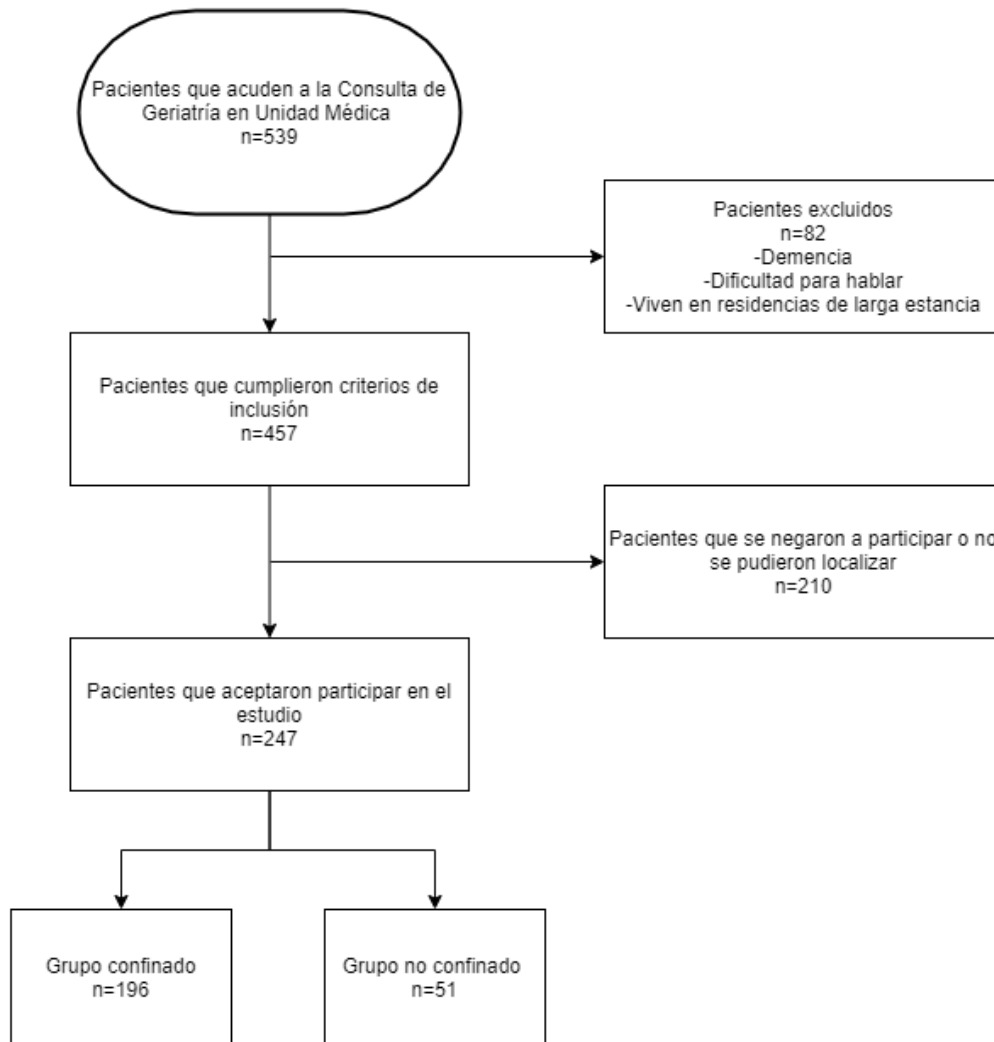 Pacientes que acuden a la Consulta de
Geriatría en Unidad Médica
n=539
Pacientes excluidos
n=82
-Demencia
-Dificultad para hablar
-Viven en residencias de larga estancia
Pacientes que cumplieron criterios de
inclusión
n=457
Pacientes que se negaron a participar o no
se pudieron localizar
n=210
Pacientes que aceptaron participar en el
estudio
n=247
Grupo confinado
n=196
Grupo no confinado
n=51